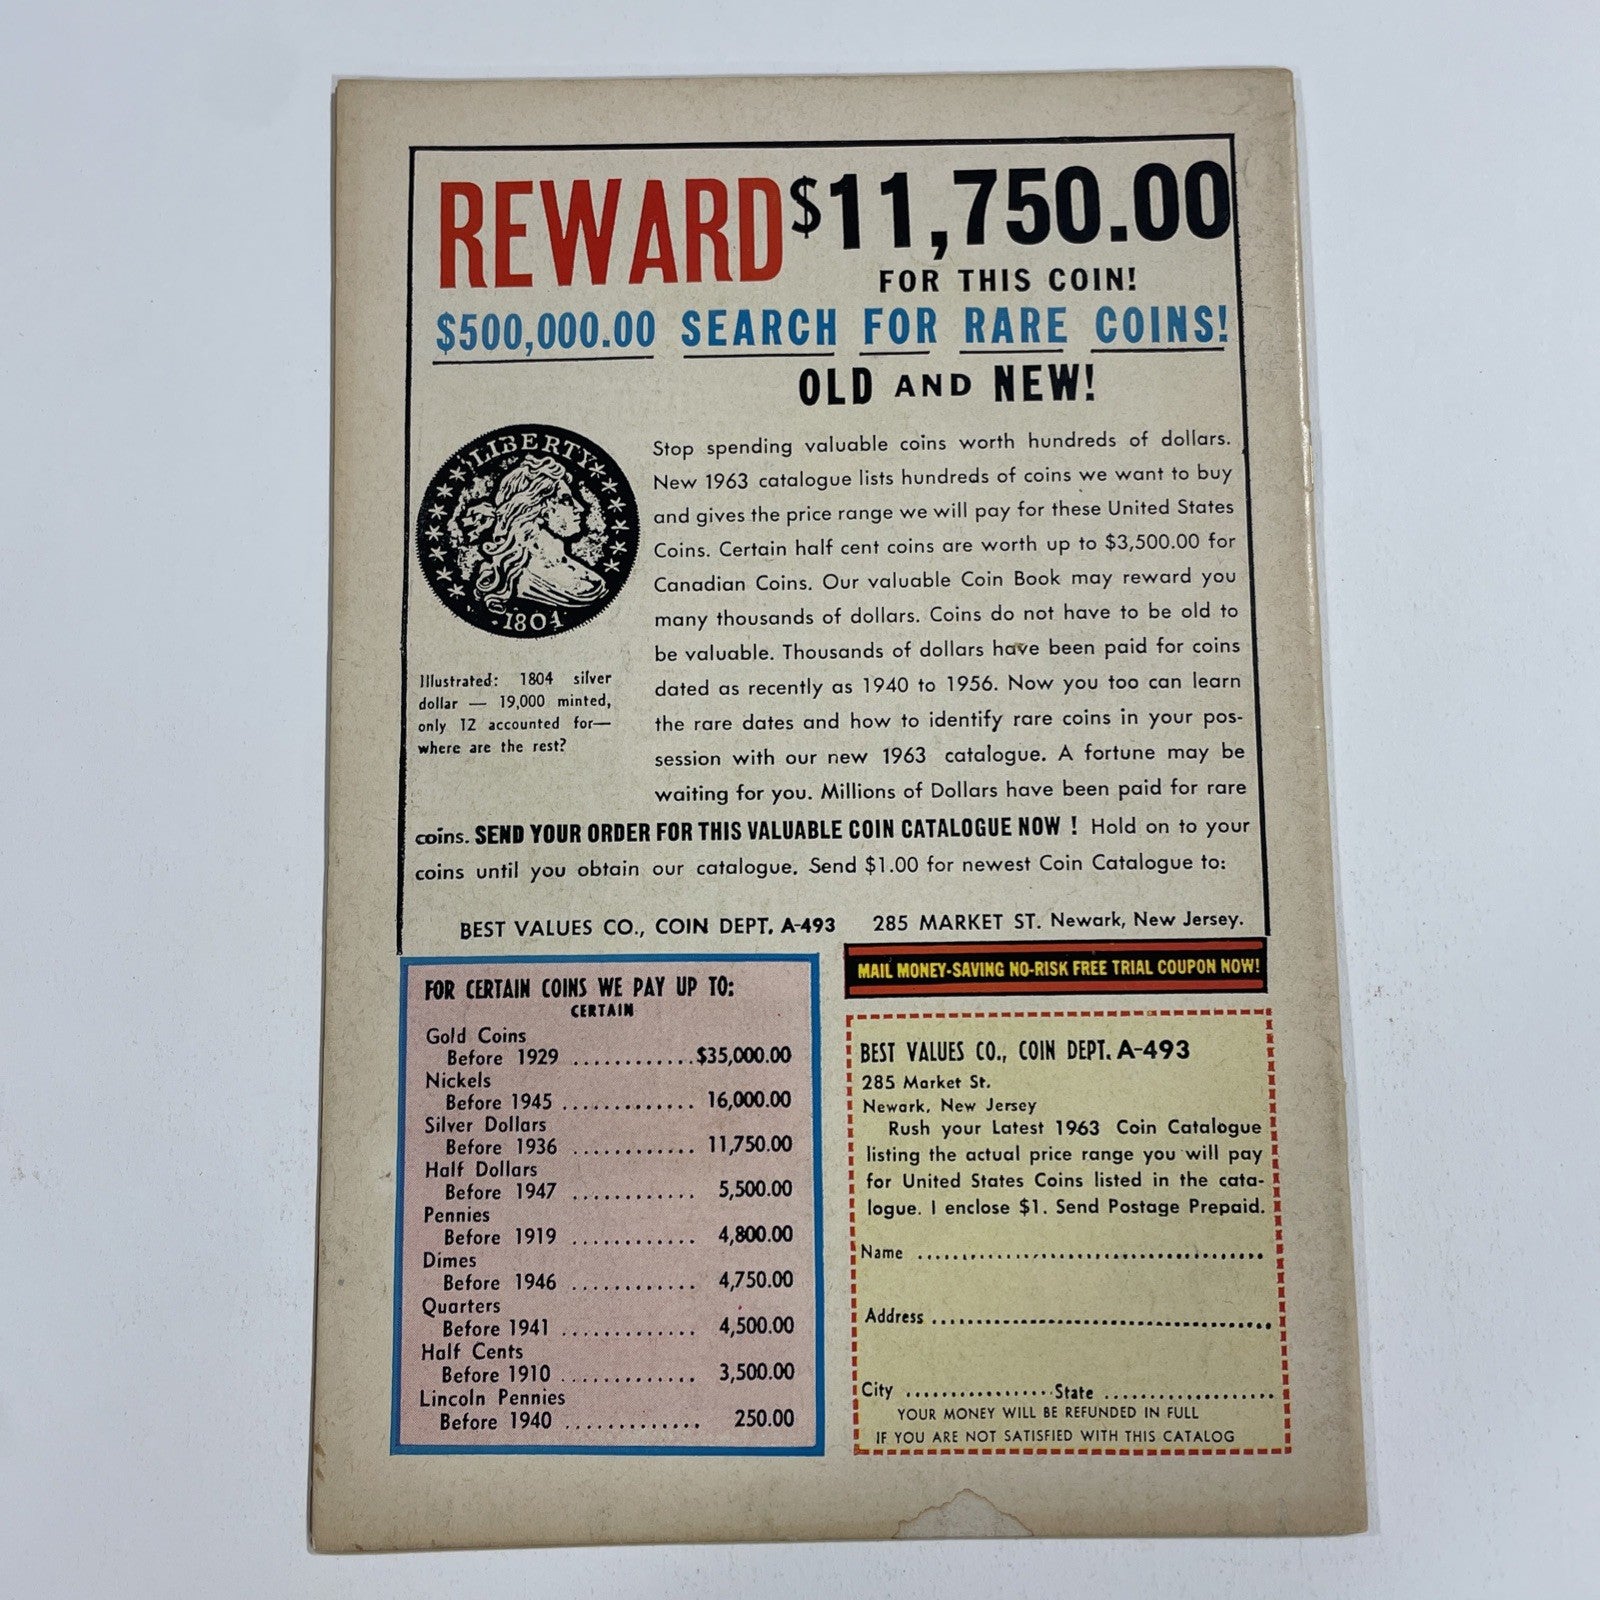 REWARD $11,750.00
FOR THIS COIN!
$500,000.00 SEARCH FOR RARE COINS!
OLD AND NEW!
LIBERTY
1804
Illustrated: 1804 silver
dollar — 19,000 minted,
only 12 accounted for—
where are the rest?
Stop spending valuable coins worth hundreds of dollars.
New 1963 catalogue lists hundreds of coins we want to buy
and gives the price range we will pay for these United States
Coins. Certain half cent coins are worth up to $3,500.00 for
Canadian Coins. Our valuable Coin Book may reward you
many thousands of dollars. Coins do not have to be old to
be valuable. Thousands of dollars have been paid for coins
dated as recently as 1940 to 1956. Now you too can learn
the rare dates and how to identify rare coins in your pos-
session with our new 1963 catalogue. A fortune may be
waiting for you. Millions of Dollars have been paid for rare
coins. SEND YOUR ORDER FOR THIS VALUABLE COIN CATALOGUE NOW ! Hold on to your
coins until you obtain our catalogue. Send $1.00 for newest Coin Catalogue to:
BEST VALUES CO., COIN DEPT. A-493 285 MARKET ST. Newark, New Jersey.
FOR CERTAIN COINS WE PAY UP TO:
CERTAIN
Gold Coins
Before 1929 ............$35,000.00
Nickels
Before 1945 ............. 16,000.00
Silver Dollars
Before 1936 ............ 11,750.00
Half Dollars
Before 1947 ............ 5,500.00
Pennies
Before 1919 ............ 4,800.00
Dimes
Before 1946 ............ 4,750.00
Quarters
Before 1941 ............. 4,500.00
Half Cents
Before 1910 ............. 3,500.00
Lincoln Pennies
Before 1940 ............. 250.00
MAIL MONEY-SAVING NO-RISK FREE TRIAL COUPON NOW!
BEST VALUES CO., COIN DEPT. A-493
285 Market St.
Newark, New Jersey
Rush your Latest 1963 Coin Catalogue
listing the actual price range you will pay
for United States Coins listed in the cata-
logue. I enclose $1. Send Postage Prepaid.
Name ....................................
Address ...................................
City .................State ....................
YOUR MONEY WILL BE REFUNDED IN FULL
IF YOU ARE NOT SATISFIED WITH THIS CATALOG